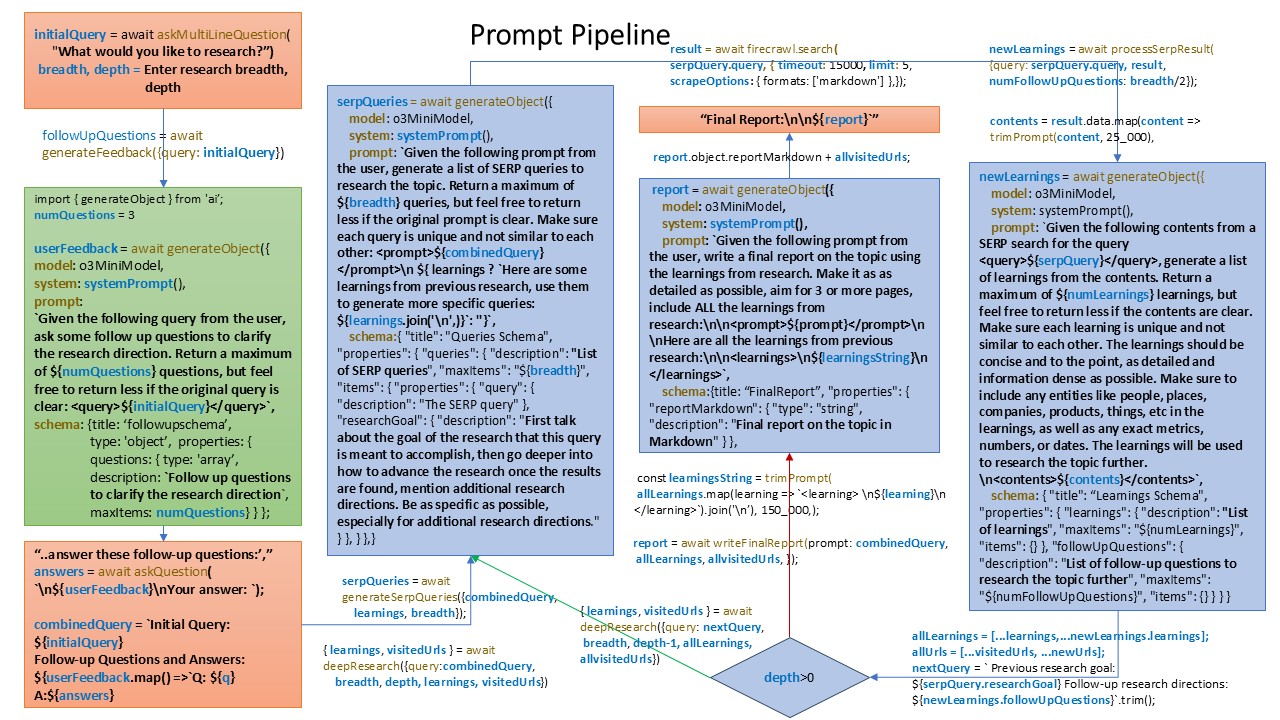 Prompt Pipeline
initialQuery = await askMultiLineQuestion(
"What would you like to research?”)
breadth, depth = Enter research breadth,
depth
followUpQuestions = await
generateFeedback({query: initialQuery})
import { generateObject } from 'ai’;
numQuestions = 3
userFeedback = await generateObject({
model: o3MiniModel,
system: systemPrompt(),
prompt:
`Given the following query from the user,
ask some follow up questions to clarify
the research direction. Return a maximum
of ${numQuestions} questions, but feel
free to return less if the original query is
clear: <query>${initialQuery}</query>`,
schema: {title: ‘followupschema’,
type: 'object’, properties: {
questions: { type: 'array’,
description: `Follow up questions
to clarify the research direction`,
maxItems: numQuestions} } };
“..answer these follow-up questions:’,”
answers = await askQuestion(
`\n${userFeedback}\nYour answer: `);
combinedQuery = `Initial Query:
${initialQuery}
Follow-up Questions and Answers:
${userFeedback.map() =>`Q: ${q}
A:${answers}
serpQueries = await generateObject({
model: o3MiniModel,
system: systemPrompt(),
prompt: `Given the following prompt from
the user, generate a list of SERP queries to
research the topic. Return a maximum of
${breadth} queries, but feel free to return
less if the original prompt is clear. Make sure
each query is unique and not similar to each
other: <prompt>${combinedQuery}
</prompt>\n ${ learnings ? `Here are some
learnings from previous research, use them
to generate more specific queries:
${learnings.join('\n',)}`: ''}`,
schema:{ "title": "Queries Schema",
"properties": { "queries": { "description": "List
of SERP queries", "maxItems": "${breadth}",
"items": { "properties": { "query": {
"description": "The SERP query" },
"researchGoal": { "description": "First talk
about the goal of the research that this query
is meant to accomplish, then go deeper into
how to advance the research once the results
are found, mention additional research
directions. Be as specific as possible,
especially for additional research directions."
} }, } },}
serpQueries = await
generateSerpQueries({combinedQuery,
learnings, breadth});
{ learnings, visitedUrls } = await
deepResearch({query:combinedQuery,
breadth, depth, learnings, visitedUrls})
result = await firecrawl.search(
serpQuery.query, { timeout: 15000, limit: 5,
scrapeOptions: { formats: ['markdown'] },});
“Final Report:\n\n${report}`”
report.object.reportMarkdown + allvisitedUrls;
report = await generateObject({
model: o3MiniModel,
system: systemPrompt(),
prompt: `Given the following prompt from
the user, write a final report on the topic using
the learnings from research. Make it as as
detailed as possible, aim for 3 or more pages,
include ALL the learnings from
research:\n\n<prompt>${prompt}</prompt>\n
\nHere are all the learnings from previous
research:\n\n<learnings>\n${learningsString}\n
</learnings>`,
schema:{title: “FinalReport”, "properties": {
"reportMarkdown": { "type": "string",
"description": "Final report on the topic in
Markdown" } },
const learningsString = trimPrompt(
allLearnings.map(learning => `<learning> \n${learning}\n
</learning>`).join('\n’), 150_000,);
report = await writeFinalReport(prompt: combinedQuery,
allLearnings, allvisitedUrls, });
{ learnings, visitedUrls } = await
deepResearch({query: nextQuery,
breadth, depth-1, allLearnings,
allvisitedUrls})
depth>0
newLearnings = await processSerpResult(
{query: serpQuery.query, result,
numFollowUpQuestions: breadth/2});
contents = result.data.map(content =>
trimPrompt(content, 25_000),
newLearnings = await generateObject({
model: o3MiniModel,
system: systemPrompt(),
prompt: `Given the following contents from a
SERP search for the query
<query>${serpQuery}</query>, generate a list
of learnings from the contents. Return a
maximum of ${numLearnings} learnings, but
feel free to return less if the contents are clear.
Make sure each learning is unique and not
similar to each other. The learnings should be
concise and to the point, as detailed and
information dense as possible. Make sure to
include any entities like people, places,
companies, products, things, etc in the
learnings, as well as any exact metrics,
numbers, or dates. The learnings will be used
to research the topic further.
\n<contents>${contents}</contents>`,
schema: { "title": “Learnings Schema",
"properties": { "learnings": { "description": "List
of learnings", "maxItems": "${numLearnings}",
"items": {} }, "followUpQuestions": {
"description": "List of follow-up questions to
research the topic further", "maxItems":
"${numFollowUpQuestions}", "items": {} } } }
allLearnings = [...learnings,...newLearnings.learnings];
allUrls = [...visitedUrls, ...newUrls];
nextQuery = ` Previous research goal:
${serpQuery.researchGoal} Follow-up research directions:
${newLearnings.followUpQuestions}`.trim();